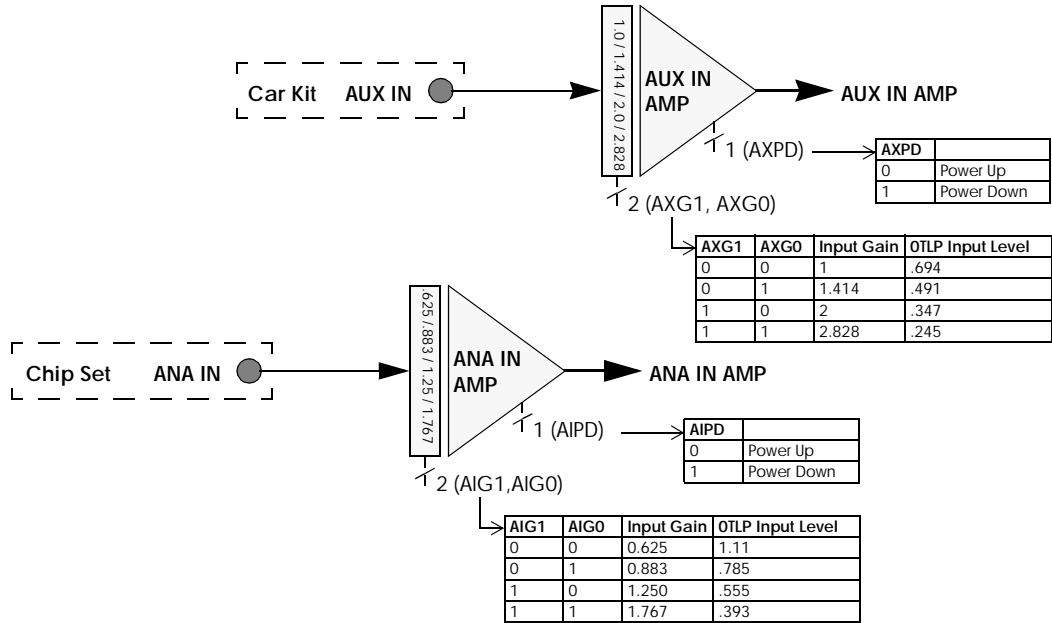 1.0 / 1.414 / 2.0 / 2.828
Car Kit AUX IN
AUX IN
AMP
AUX IN AMP
1 (AXPD)
AXPD
0 Power Up
1 Power Down
2 (AXG1, AXG0)
AXG1 AXG0 Input Gain 0TLP Input Level
0 0 1 .694
0 1 1.414 .491
1 0 2 .347
1 1 2.828 .245
.625 /.883 / 1.25 / 1.767
Chip Set ANA IN
ANA IN
AMP
ANA IN AMP
1 (AIPD)
AIPD
0 Power Up
1 Power Down
2 (AIG1,AIG0)
AIG1 AIG0 Input Gain 0TLP Input Level
0 0 0.625 1.11
0 1 0.883 .785
1 0 1.250 .555
1 1 1.767 .393